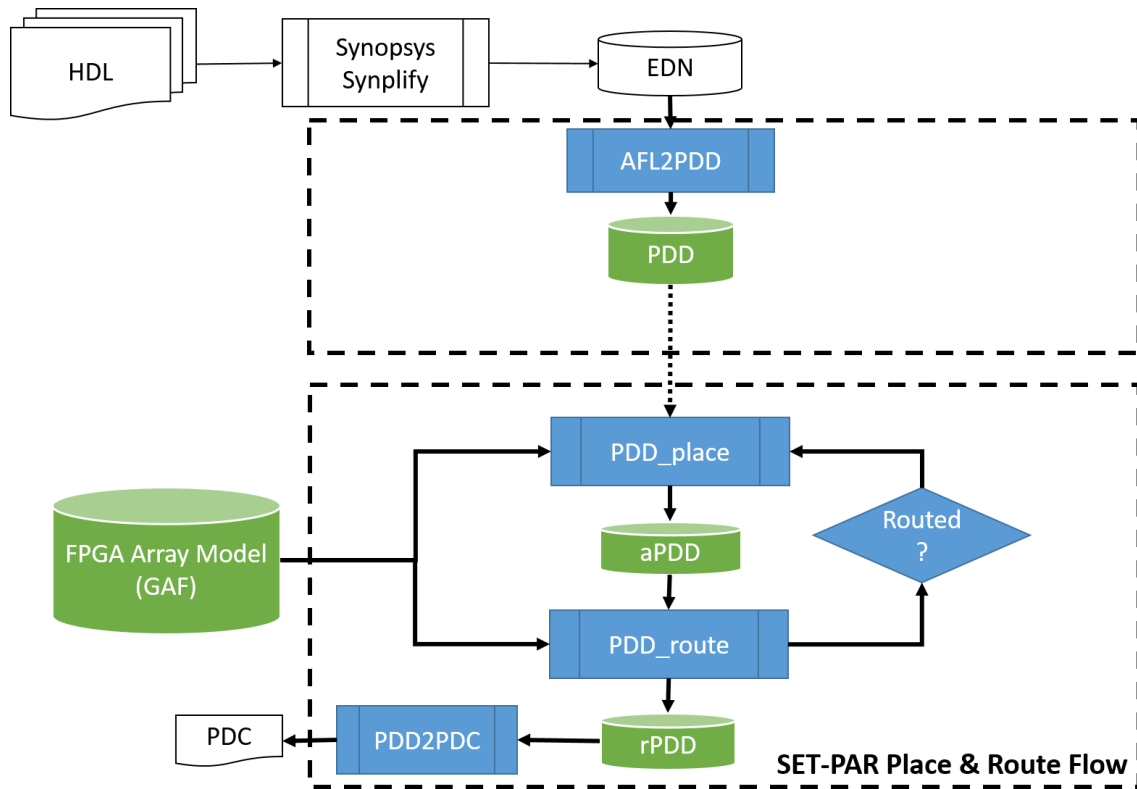 HDL
Synopsys
Synplify
EDN
AFL2PDD
PDD
PDD_place
FPGA Array Model
(GAF)
aPDD
Routed
?
PDD_route
PDC
PDD2PDC
rPDD
SET-PAR Place & Route Flow